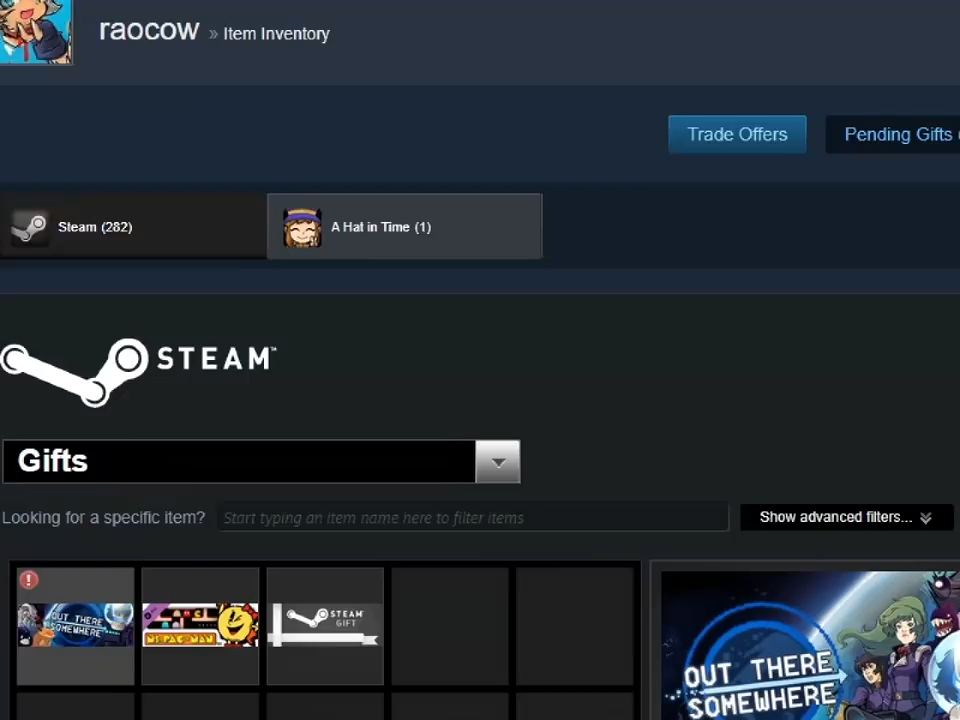 raocow » Item Inventory
Trade Offers
Pending Gifts
Steam (282)
A Hat in Time (1)
STEAM™
Gifts
Looking for a specific item?
Start typing an item name here to filter items
Show advanced filters...
!
OUT THERE
SOMEWHERE
MS. PAC-MAN
STEAM
GIFT
OUT THERE
SOMEWHERE